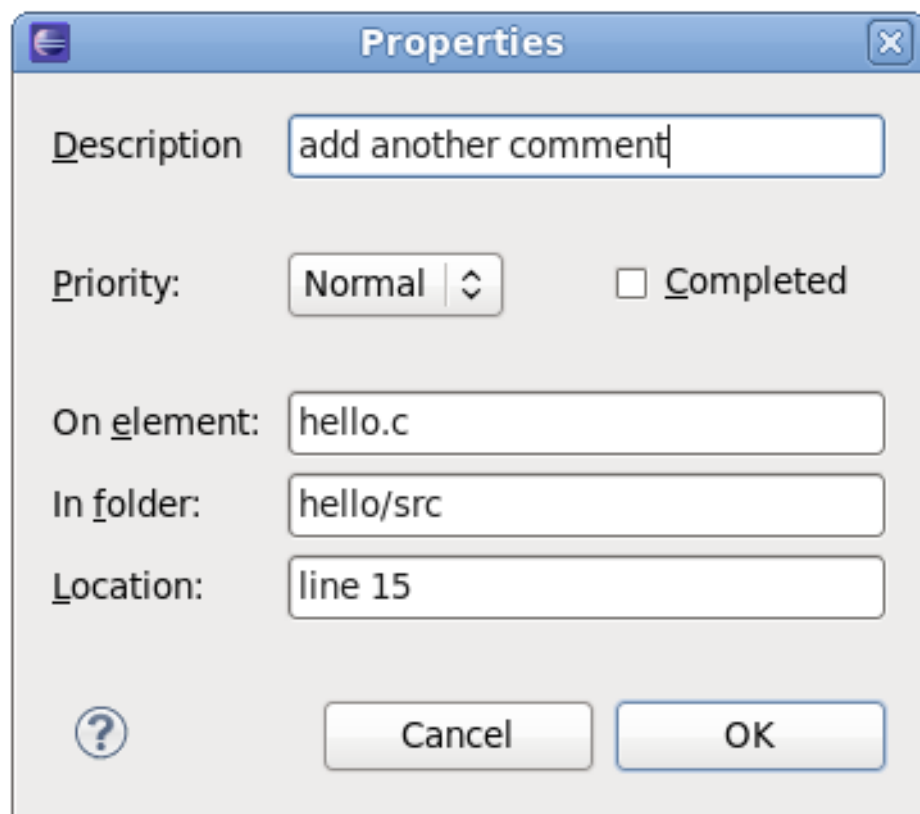 Properties
Description add another comment
Priority: Normal Completed
On element: hello.c
In folder: hello/src
Location: line 15
? Cancel OK